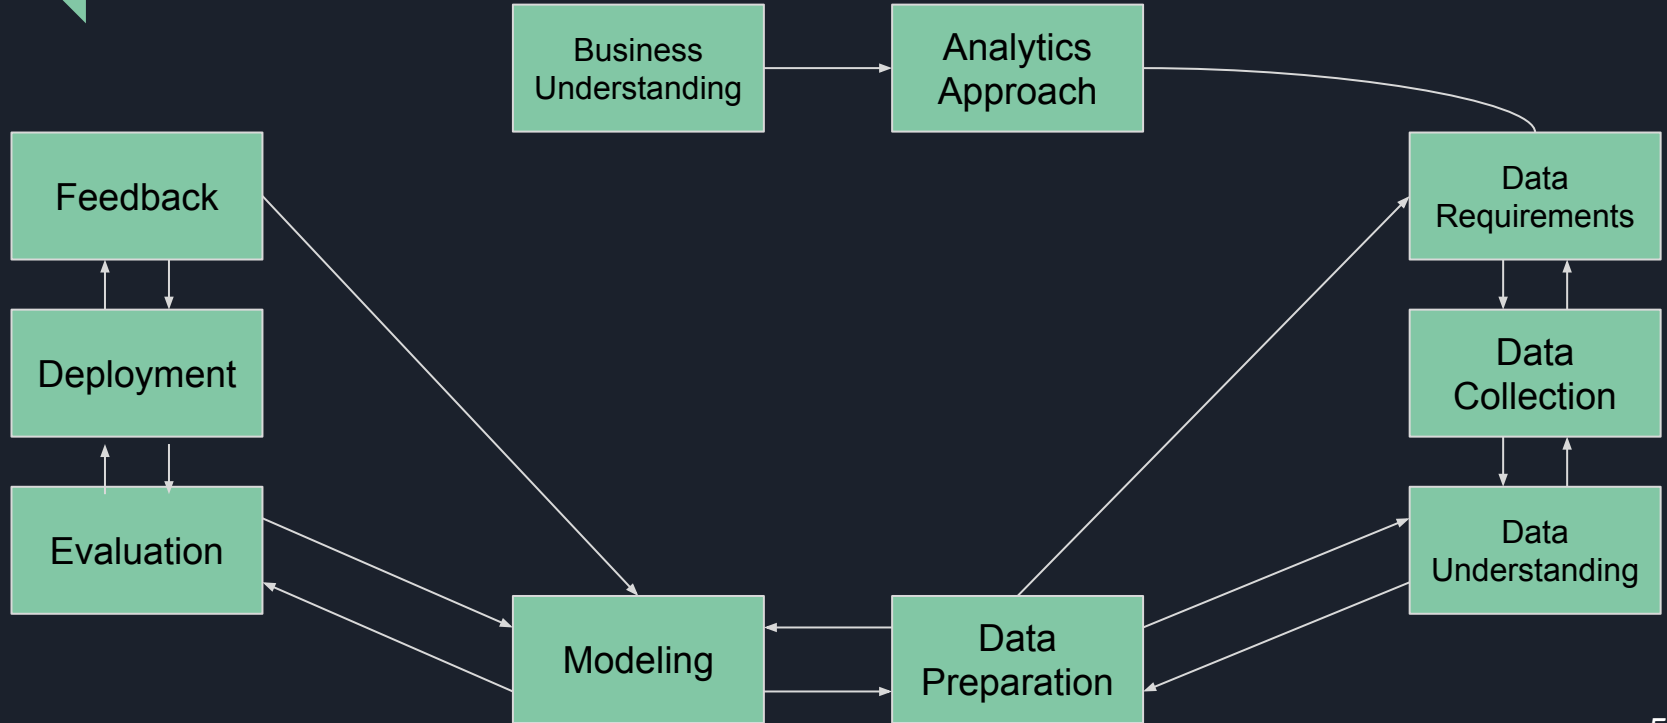 Business
Understanding
Analytics
Approach
Feedback
Data
Requirements
Deployment
Data
Collection
Evaluation
Data
Understanding
Modeling
Data
Preparation